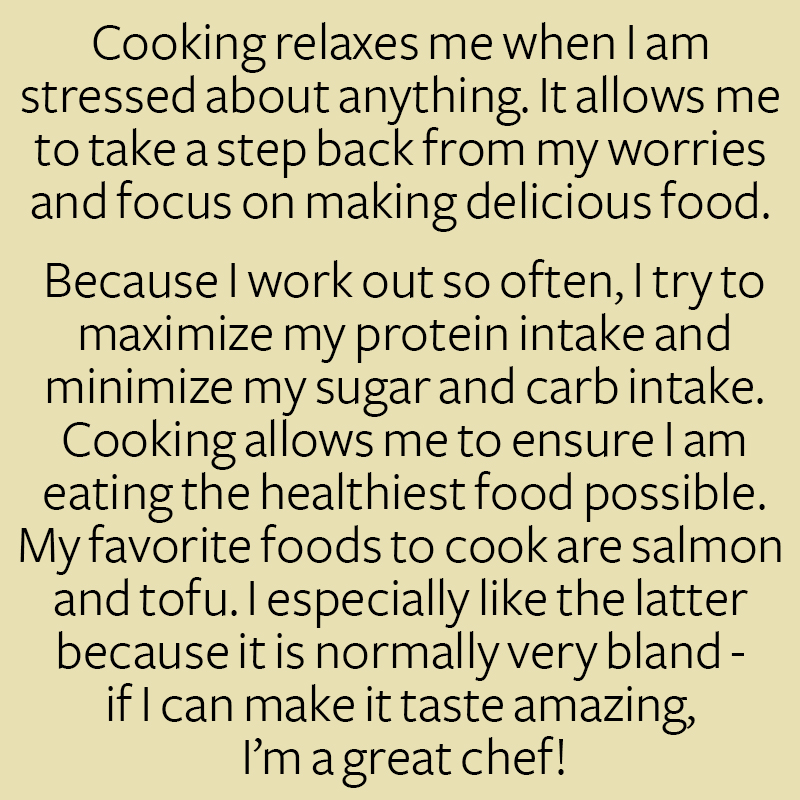 Cooking relaxes me when I am
stressed about anything. It allows me
to take a step back from my worries
and focus on making delicious food.
Because I work out so often, I try to
maximize my protein intake and
minimize my sugar and carb intake.
Cooking allows me to ensure I am
eating the healthiest food possible.
My favorite foods to cook are salmon
and tofu. I especially like the latter
because it is normally very bland -
if I can make it taste amazing,
I’m a great chef!